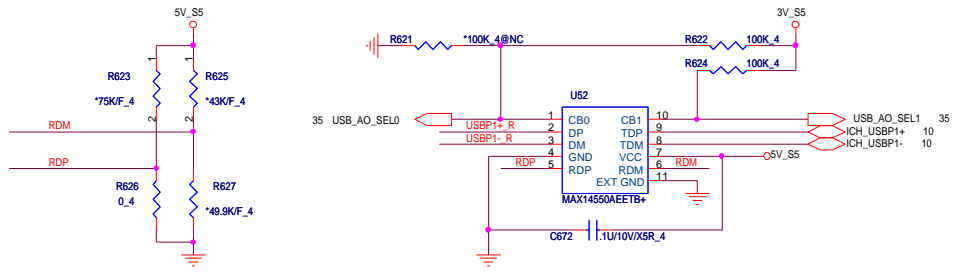 5V_S5
3V_S5
R621
*100K_4@NC
R622
100K_4
R624
100K_4
R623
1
R625
1
*75K/F_4
*43K/F_4
2
2
RDM
RDP
R626
0_4
R627
*49.9K/F_4
U52
35 USB_AO_SEL0
1 CB0
CB1 10
USB_AO_SEL1 35
USBP1+_R
2 DP
TDP 9
ICH_USBP1+ 10
USBP1-_R
3 DM
TDM 8
ICH_USBP1- 10
4 GND
VCC 7
5V_S5
RDP
5 RDP
RDM 6
RDM
EXT GND 11
MAX14550AEETB+
C672
.1U/10V/X5R_4